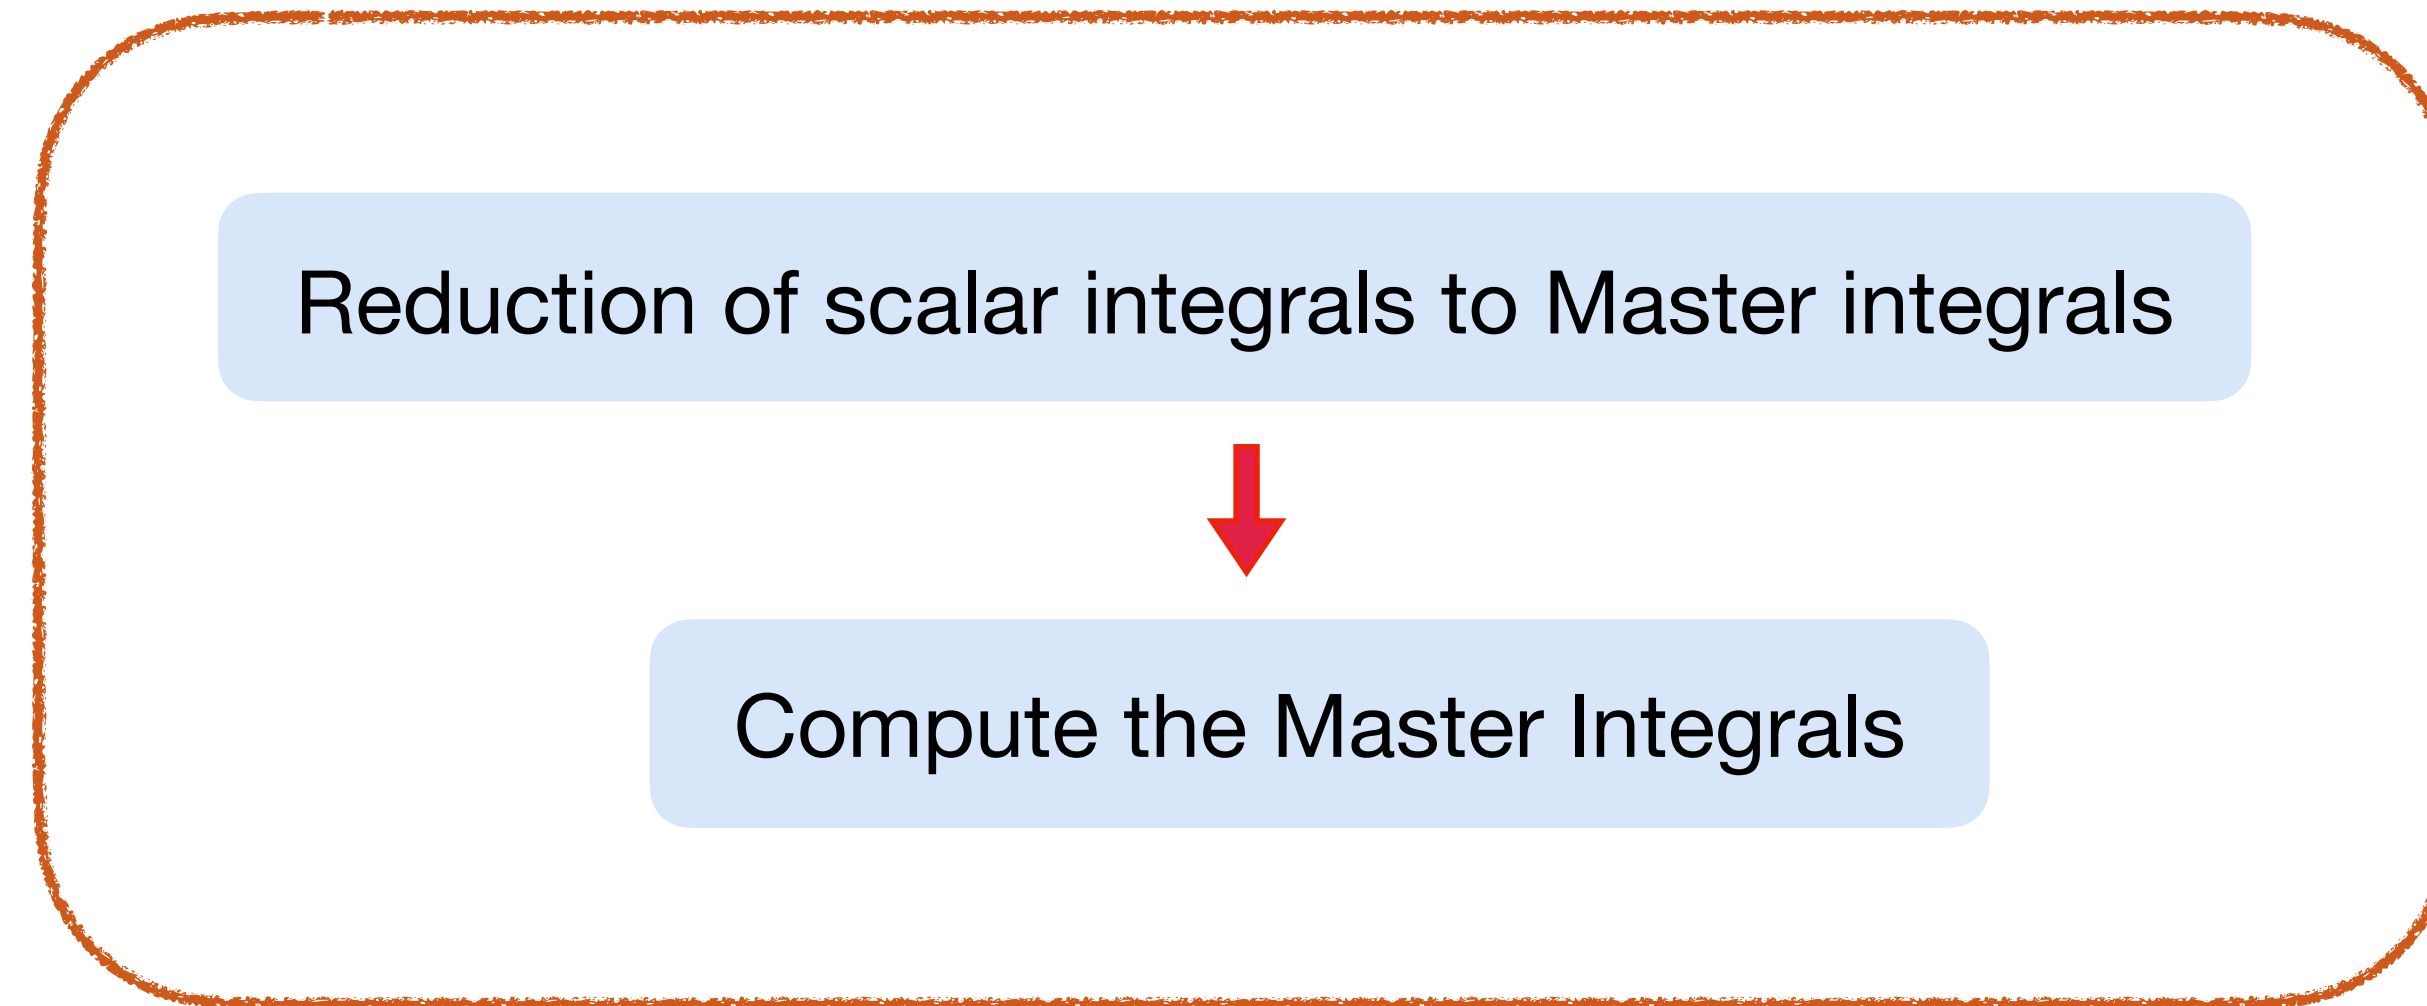 Reduction of scalar integrals to Master integrals
Compute the Master Integrals